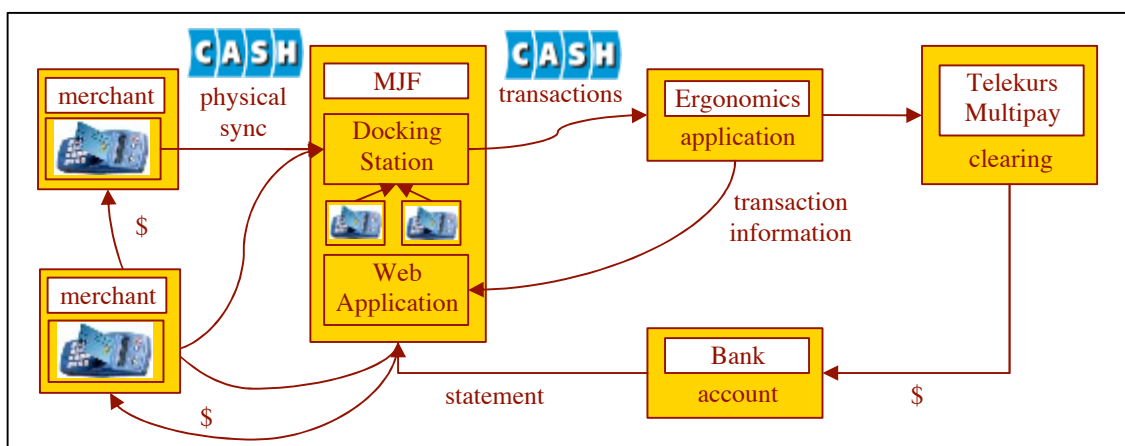 CASH
CASH
merchant
physical
sync
MJF
transactions
Ergonomics
application
Telekurs
Multipay
clearing
Docking
Station
$
transaction
information
merchant
Web
Application
Bank
account
statement
$
$